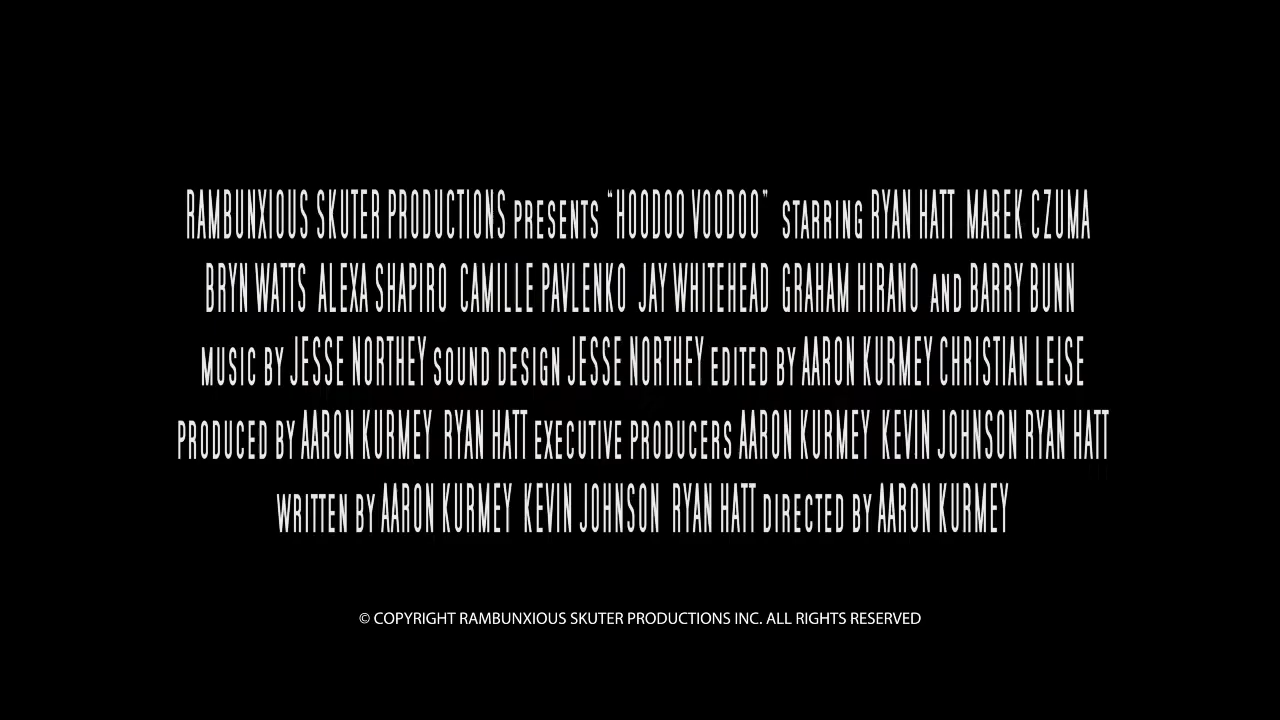 RAMBUNXIOUS SKUTER PRODUCTIONS PRESENTS "HOODOO VOODOO" STARRING RYAN HATT MAREK CZUMA
BRYN WATTS ALEXA SHAPIRO CAMILLE PAVLENKO JAY WHITEHEAD GRAHAM HIRANO AND BARRY BUNN
MUSIC BY JESSE NORTHEY SOUND DESIGN JESSE NORTHEY EDITED BY AARON KURMEY CHRISTIAN LEISE
PRODUCED BY AARON KURMEY RYAN HATT EXECUTIVE PRODUCERS AARON KURMEY KEVIN JOHNSON RYAN HATT
WRITTEN BY AARON KURMEY KEVIN JOHNSON RYAN HATT DIRECTED BY AARON KURMEY
© COPYRIGHT RAMBUNXIOUS SKUTER PRODUCTIONS INC. ALL RIGHTS RESERVED